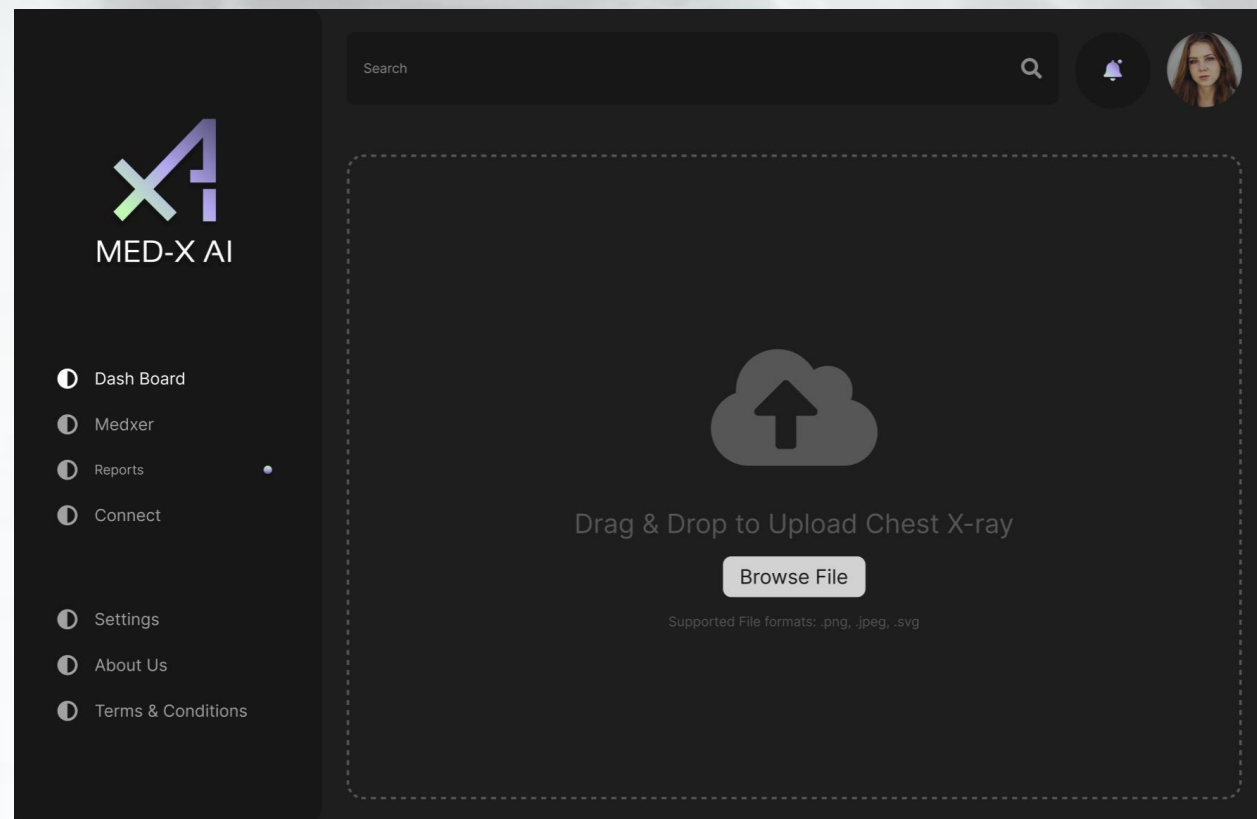 Search
MED-X AI
Dash Board
Medxer
Reports
Connect
Settings
About Us
Terms & Conditions
Drag & Drop to Upload Chest X-ray
Browse File
Supported File formats: .png, .jpeg, .svg